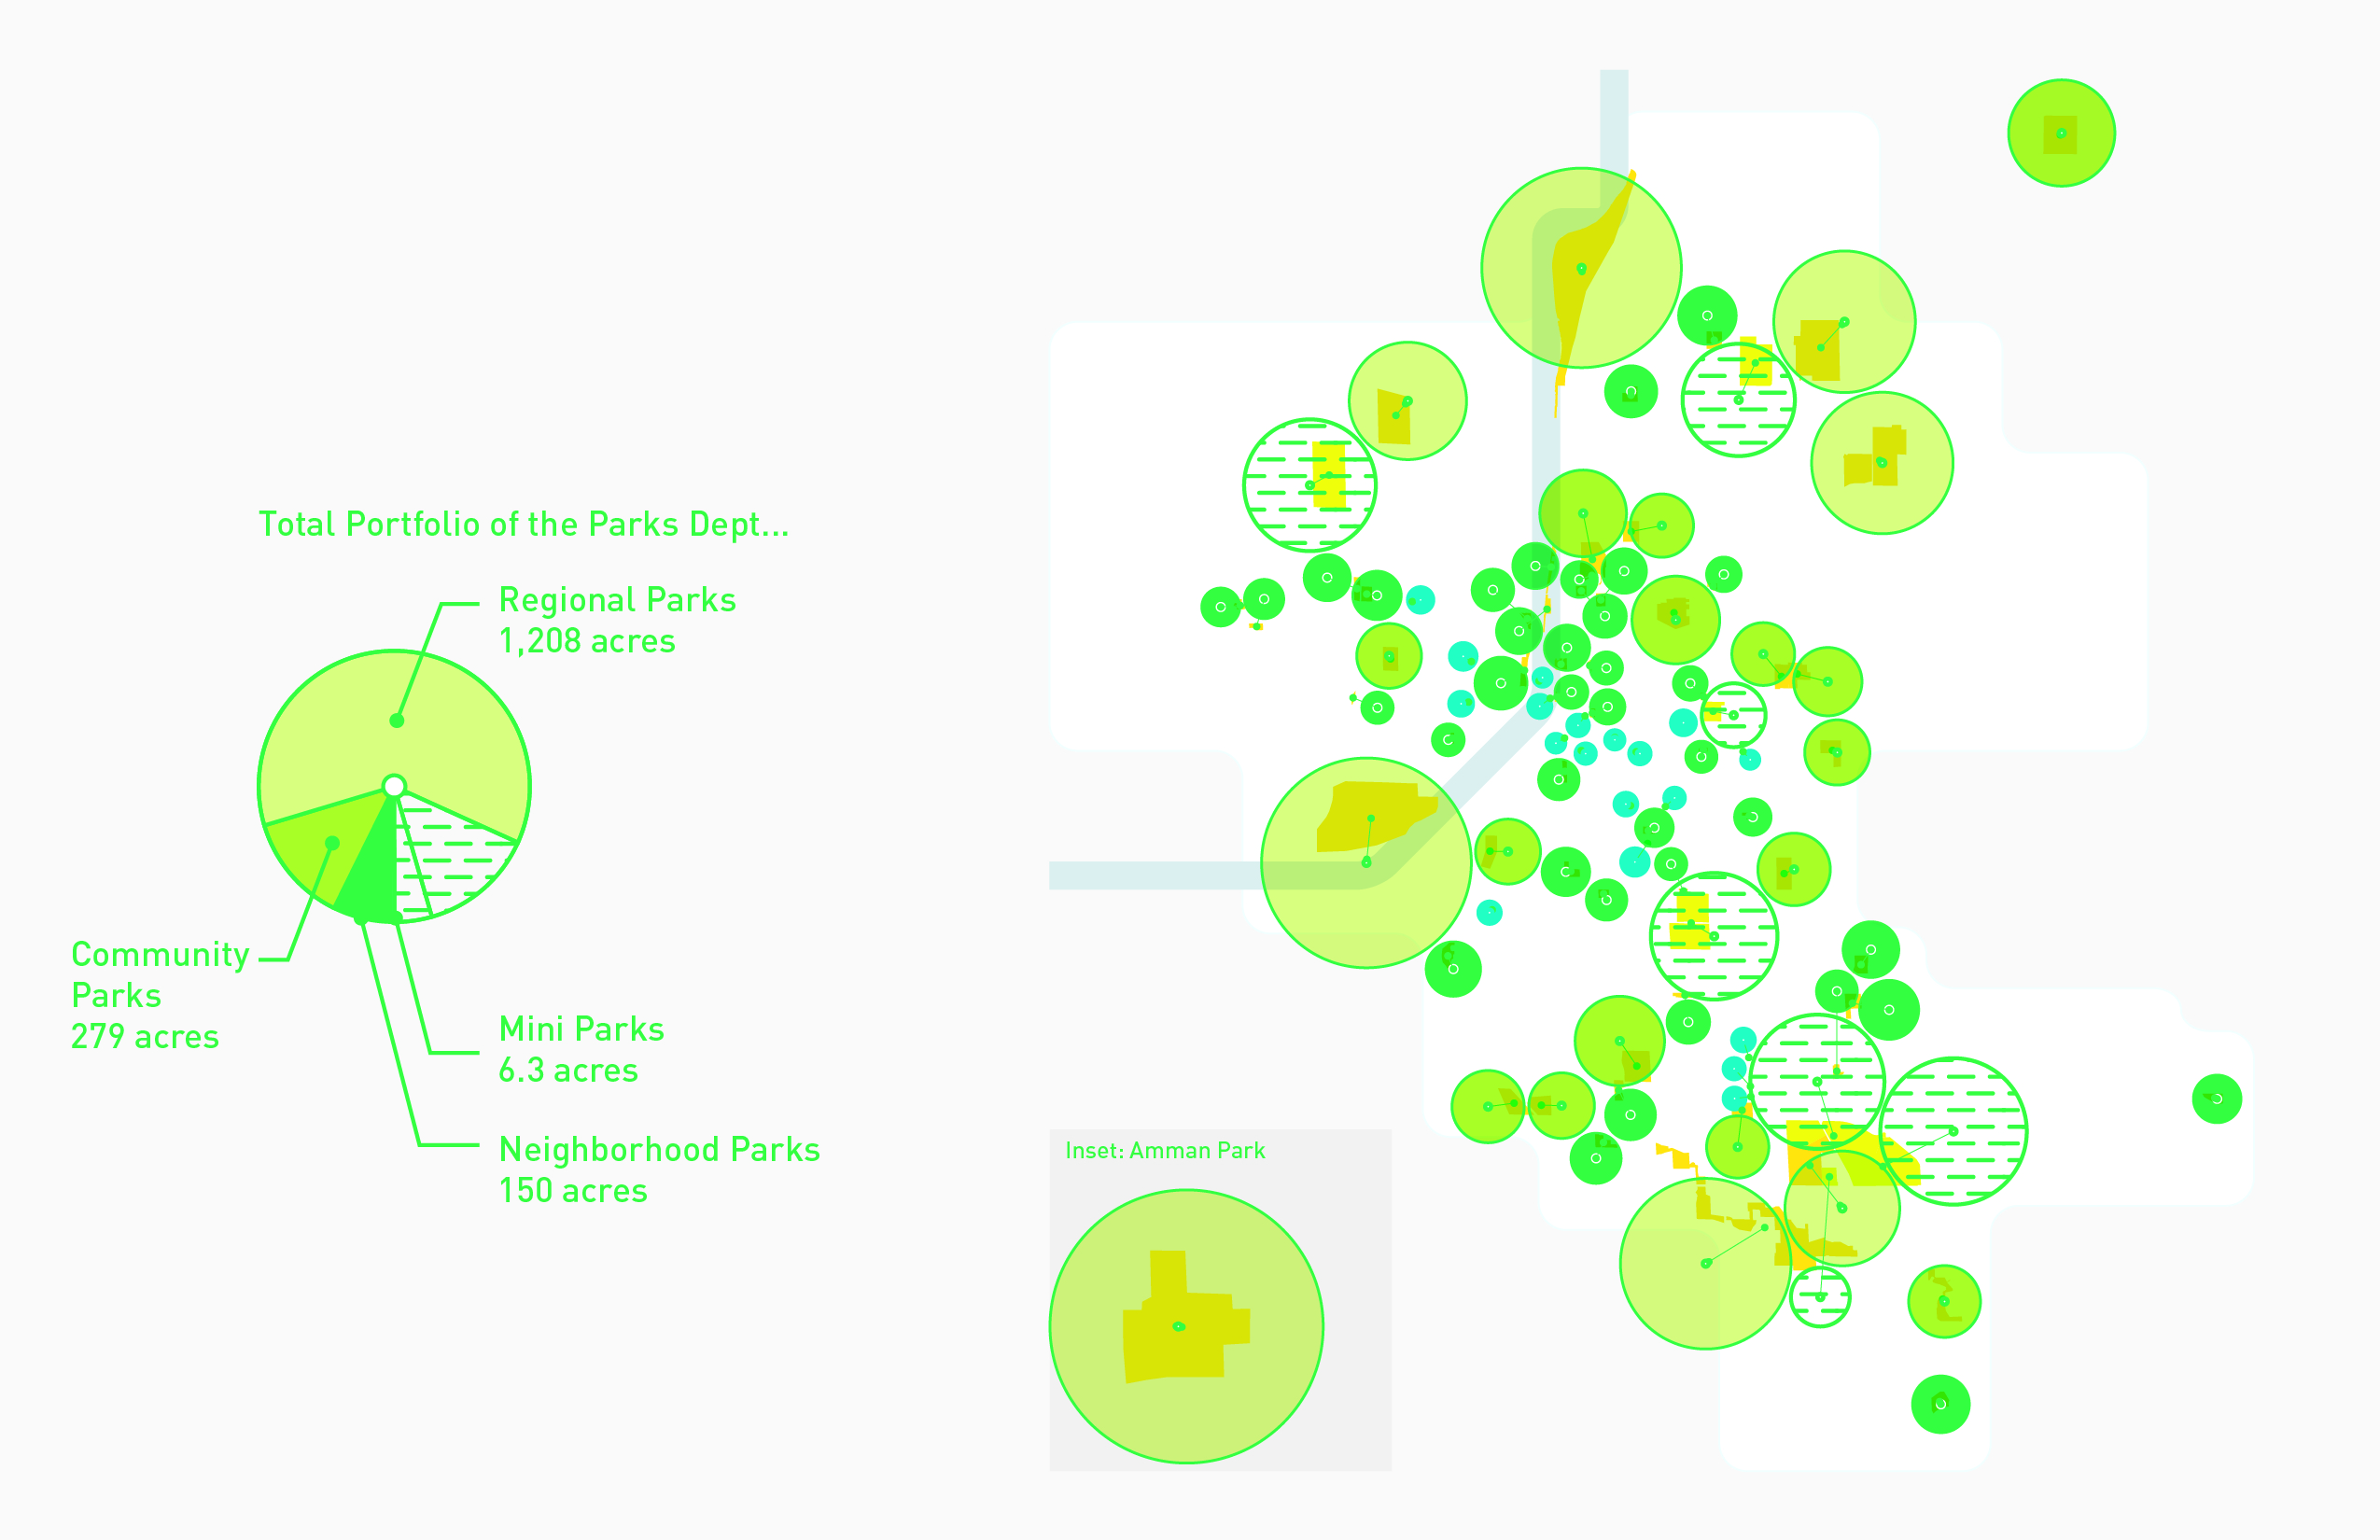 Total Portfolio of the Parks Dept...
Regional Parks
1,208 acres
Community
Parks
279 acres
Mini Parks
6.3 acres
Neighborhood Parks
150 acres
Inset: Amman Park